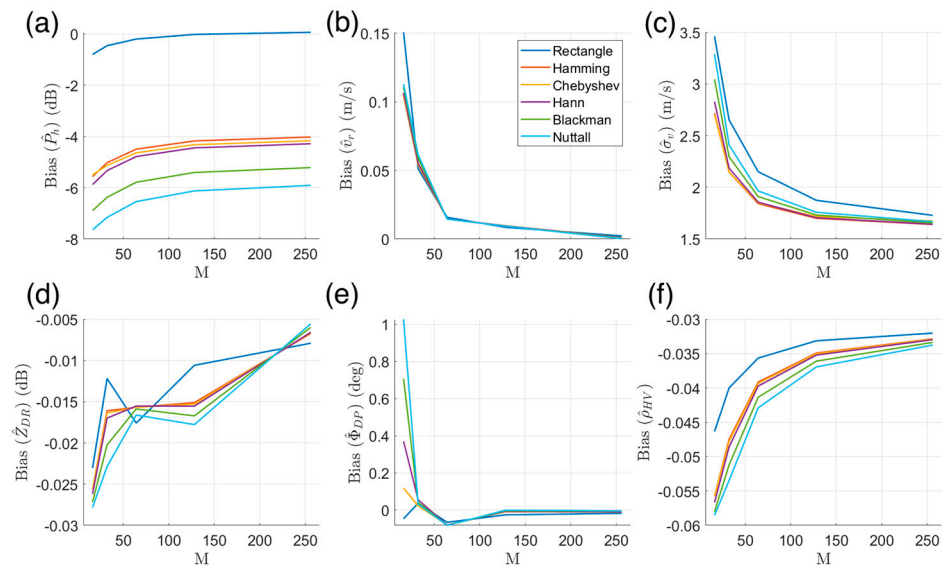 (a)
0
-2
-4
-6
-8
50 100 150 200 250
M
Bias (P̂h) (dB)
(b)
0.15
0.1
0.05
0
50 100 150 200 250
M
Bias (v̂r) (m/s)
Rectangle
Hamming
Chebyshev
Hann
Blackman
Nuttall
(c)
3.5
3
2.5
2
1.5
50 100 150 200 250
M
Bias (σ̂v) (m/s)
(d)
-0.005
-0.01
-0.015
-0.02
-0.025
-0.03
50 100 150 200 250
M
Bias (ẐDR) (dB)
(e)
1
0.8
0.6
0.4
0.2
0
50 100 150 200 250
M
Bias (Φ̂DP) (deg)
(f)
-0.03
-0.035
-0.04
-0.045
-0.05
-0.055
-0.06
50 100 150 200 250
M
Bias (ρ̂HV)